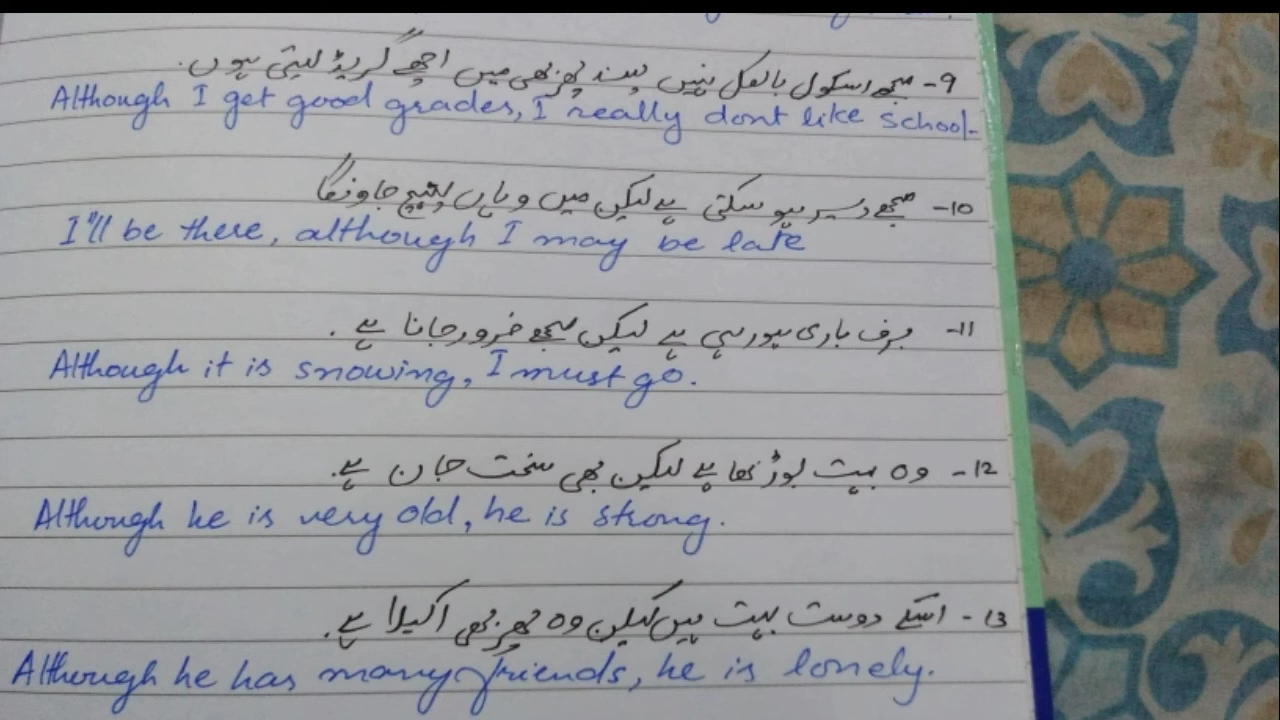 9- مجھے اسکول بالکل نہیں پسند پھر بھی میں اچھے گریڈ لیتی ہوں.
Although I get good grades, I really dont like school-
10- مجھے دیر ہو سکتی ہے لیکن میں وہاں پہنچ جاونگا
I'll be there, although I may be late
11- برف باری ہو رہی ہے لیکن مجھے ضرور جانا ہے.
Although it is snowing, I must go.
12- وہ بہت بوڑھا ہے لیکن بھی سخت جان ہے.
Although he is very old, he is strong.
13- اسکے دوست بہت ہیں لیکن وہ پھر بھی اکیلا ہے.
Although he has many friends, he is lonely.